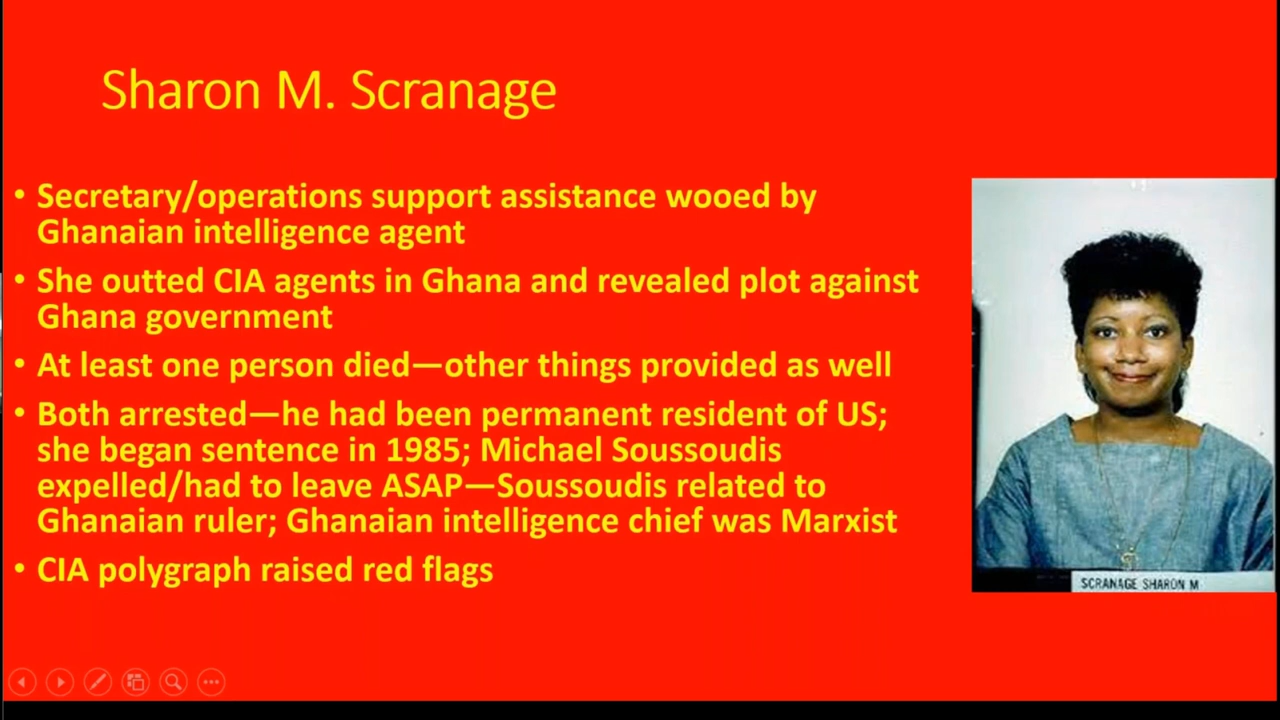 Sharon M. Scranage
• Secretary/operations support assistance wooed by
Ghanaian intelligence agent
• She outted CIA agents in Ghana and revealed plot against
Ghana government
• At least one person died—other things provided as well
• Both arrested—he had been permanent resident of US;
she began sentence in 1985; Michael Soussoudis
expelled/had to leave ASAP—Soussoudis related to
Ghanaian ruler; Ghanaian intelligence chief was Marxist
• CIA polygraph raised red flags
SCRANAGE SHARON M